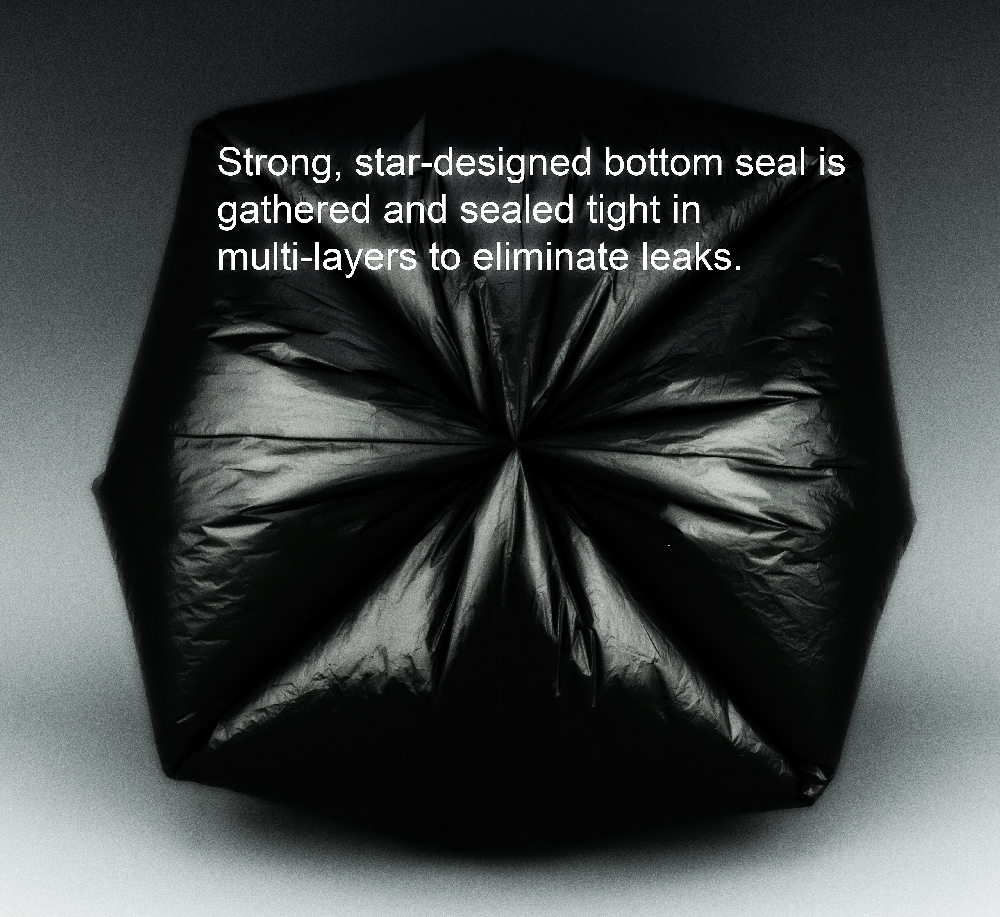 Strong, star-designed bottom seal is
gathered and sealed tight in
multi-layers to eliminate leaks.